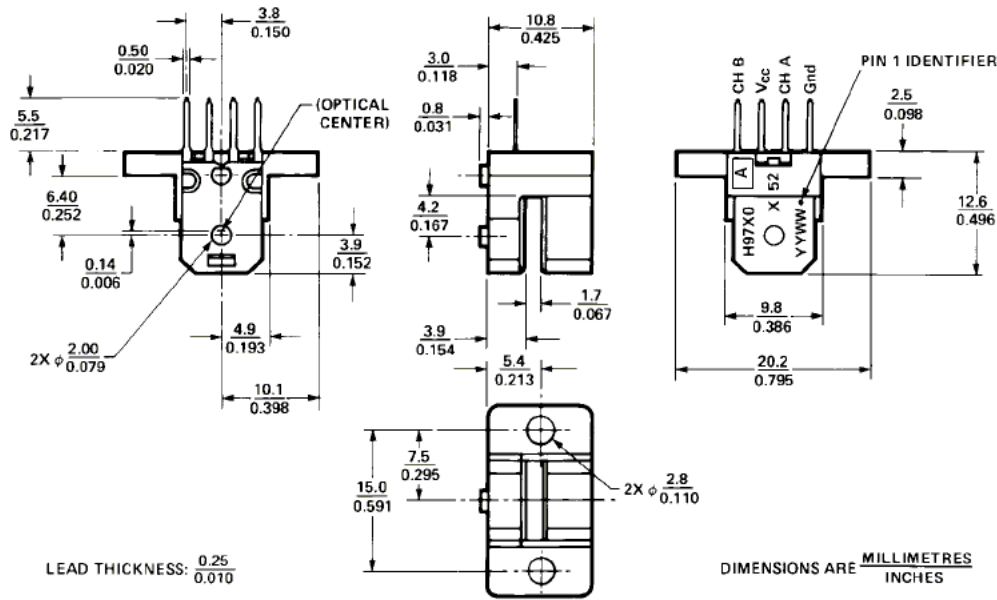 3.8
0.150
0.50
0.020
5.5
0.217
(OPTICAL
CENTER)
6.40
0.252
0.14
0.006
3.9
0.152
4.9
0.193
2X ϕ 2.00
0.079
10.1
0.398
10.8
0.425
3.0
0.118
0.8
0.031
4.2
0.167
1.7
0.067
3.9
0.154
5.4
0.213
7.5
0.295
15.0
0.591
2X ϕ 2.8
0.110
CH B
Vcc
CH A
Gnd
PIN 1 IDENTIFIER
2.5
0.098
A
X 52
H97X0
YYWW
12.6
0.496
9.8
0.386
20.2
0.795
LEAD THICKNESS: 0.25
0.010
DIMENSIONS ARE MILLIMETRES
INCHES